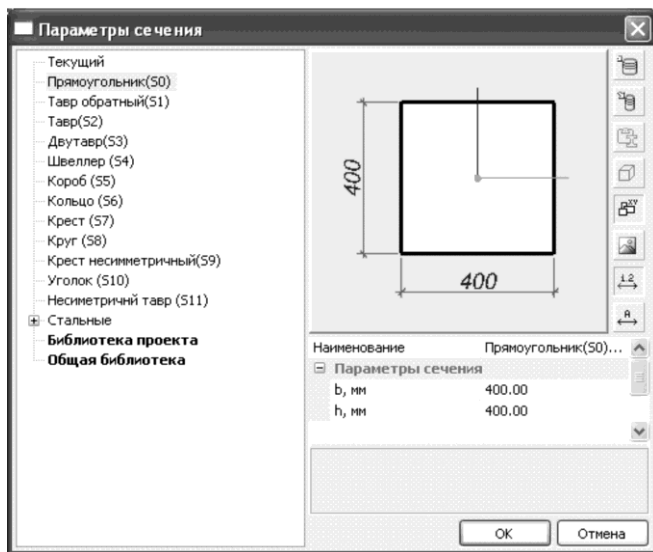 Параметры сечения
Текущий
Прямоугольник(S0)
Тавр обратный(S1)
Тавр(S2)
Двутавр(S3)
Швеллер (S4)
Короб (S5)
Кольцо (S6)
Крест (S7)
Круг (S8)
Крест несимметричный(S9)
Уголок (S10)
Несиметричнй тавр (S11)
Стальные
Библиотека проекта
Общая библиотека
400
400
Наименование Прямоугольник(S0)...
Параметры сечения
b, мм 400.00
h, мм 400.00
ОК Отмена